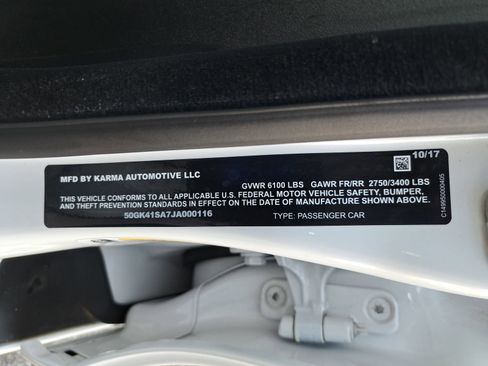 10/17
MFD BY KARMA AUTOMOTIVE LLC
GVWR 6100 LBS GAWR FR/RR 2750/3400 LBS
THIS VEHICLE CONFORMS TO ALL APPLICABLE U.S. FEDERAL MOTOR VEHICLE SAFETY, BUMPER,
AND THEFT PREVENTION STANDARDS IN EFFECT ON THE DATE OF MANUFACTURE SHOWN ABOVE.
50GK41SA7JA000116 TYPE: PASSENGER CAR
C149950000405